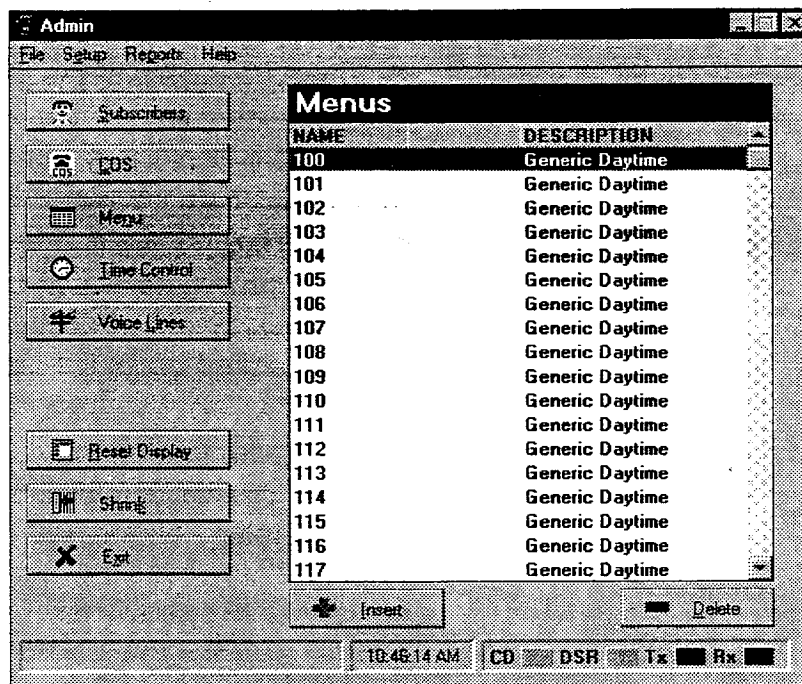 Admin
File Setup Reports Help
Subscribers
COS
COS
Menu
Time Control
Voice Lines
Reset Display
Shrink
Exit
Menus
NAME DESCRIPTION
100 Generic Daytime
101 Generic Daytime
102 Generic Daytime
103 Generic Daytime
104 Generic Daytime
105 Generic Daytime
106 Generic Daytime
107 Generic Daytime
108 Generic Daytime
109 Generic Daytime
110 Generic Daytime
111 Generic Daytime
112 Generic Daytime
113 Generic Daytime
114 Generic Daytime
115 Generic Daytime
116 Generic Daytime
117 Generic Daytime
Insert Delete
10:46:14 AM CD DSR Tx Rx